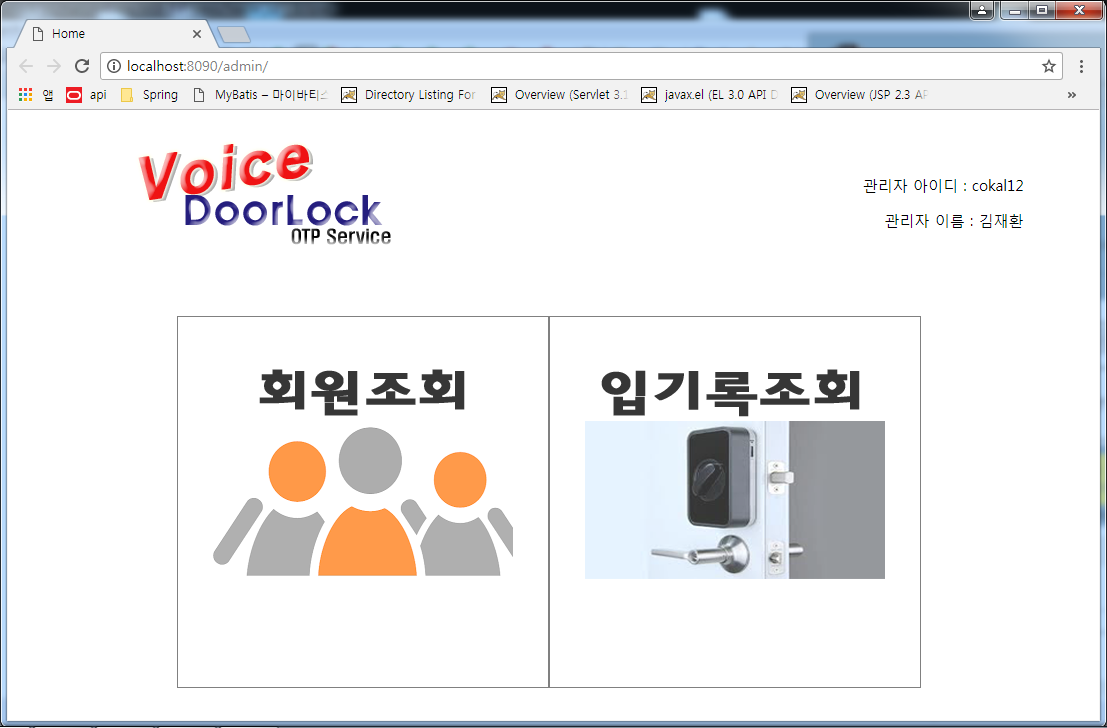 Home
localhost:8090/admin/
앱
api
Spring
MyBatis – 마이바티스
Directory Listing For
Overview (Servlet 3.1
javax.el (EL 3.0 API D
Overview (JSP 2.3 AP
»
Voice
DoorLock
OTP Service
관리자 아이디 : cokal12
관리자 이름 : 김재환
회원조회
입기록조회